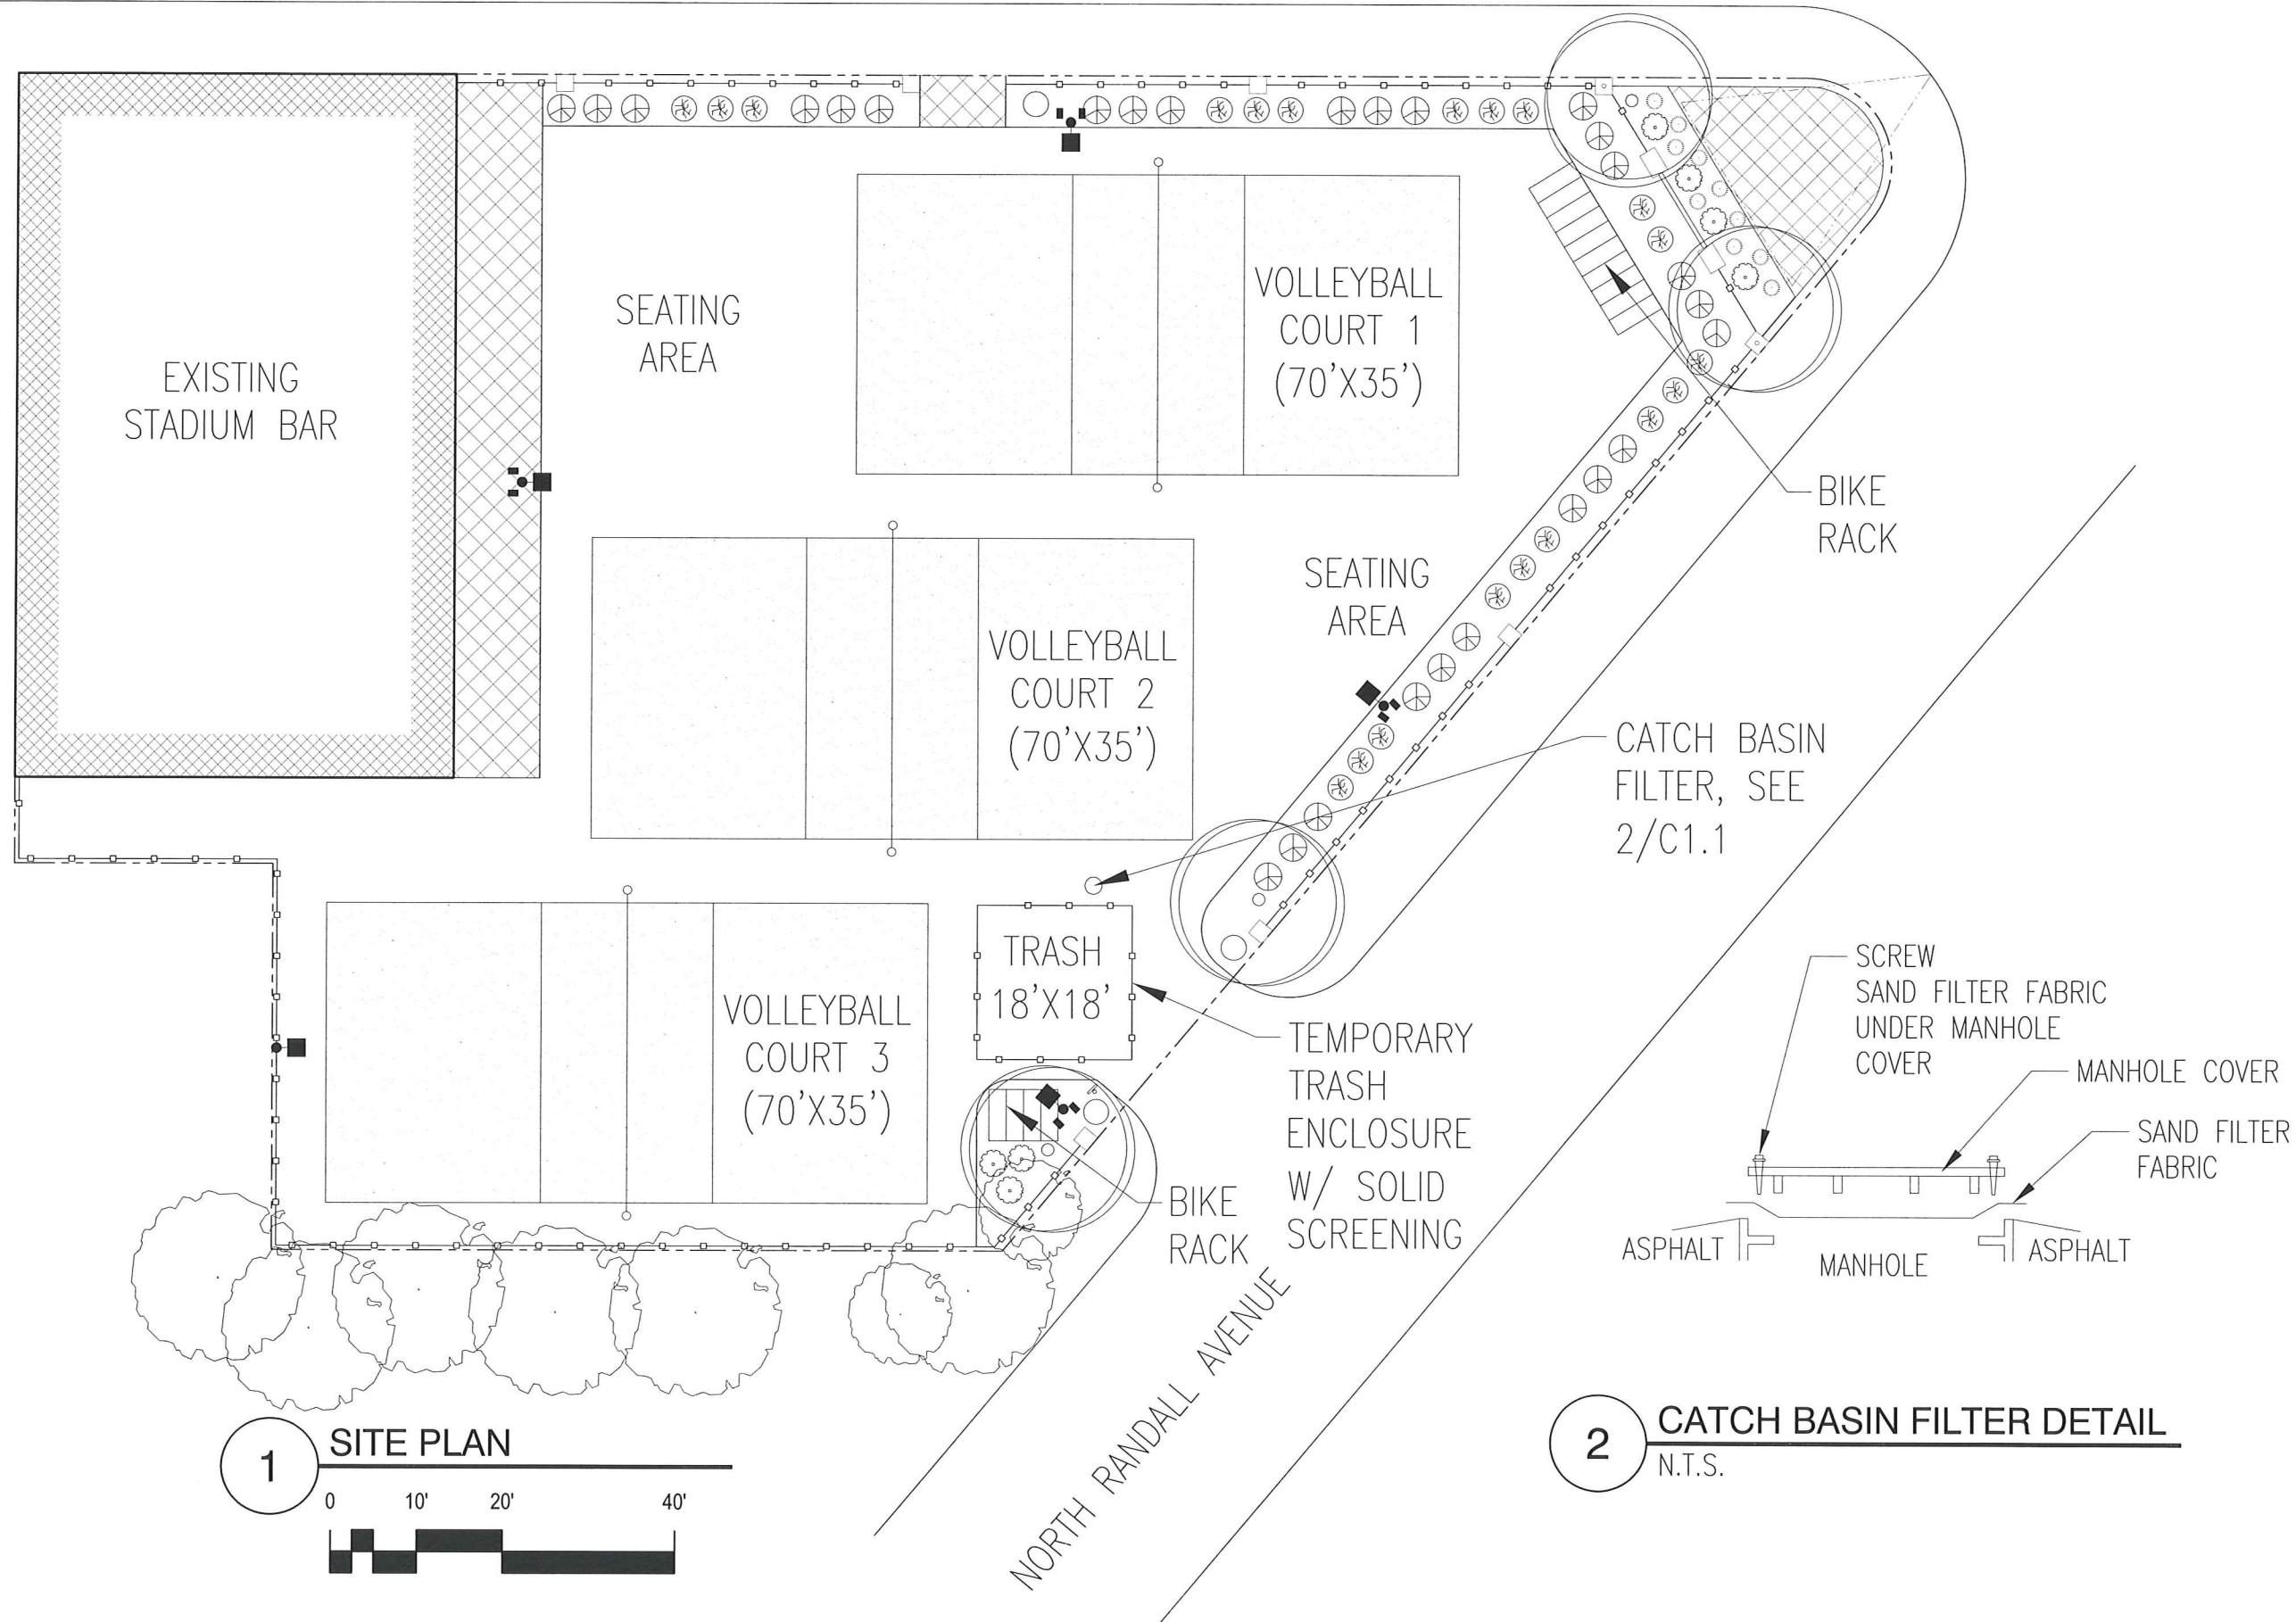 EXISTING
STADIUM BAR
SEATING
AREA
VOLLEYBALL
COURT 1
(70'X35')
BIKE
RACK
SEATING
AREA
VOLLEYBALL
COURT 2
(70'X35')
CATCH BASIN
FILTER, SEE
2/C1.1
TRASH
18'X18'
VOLLEYBALL
COURT 3
(70'X35')
TEMPORARY
TRASH
ENCLOSURE
W/ SOLID
SCREENING
BIKE
RACK
NORTH RANDALL AVENUE
SCREW
SAND FILTER FABRIC
UNDER MANHOLE
COVER
MANHOLE COVER
SAND FILTER
FABRIC
ASPHALT
MANHOLE
ASPHALT
1
SITE PLAN
0 10' 20' 40'
2
CATCH BASIN FILTER DETAIL
N.T.S.